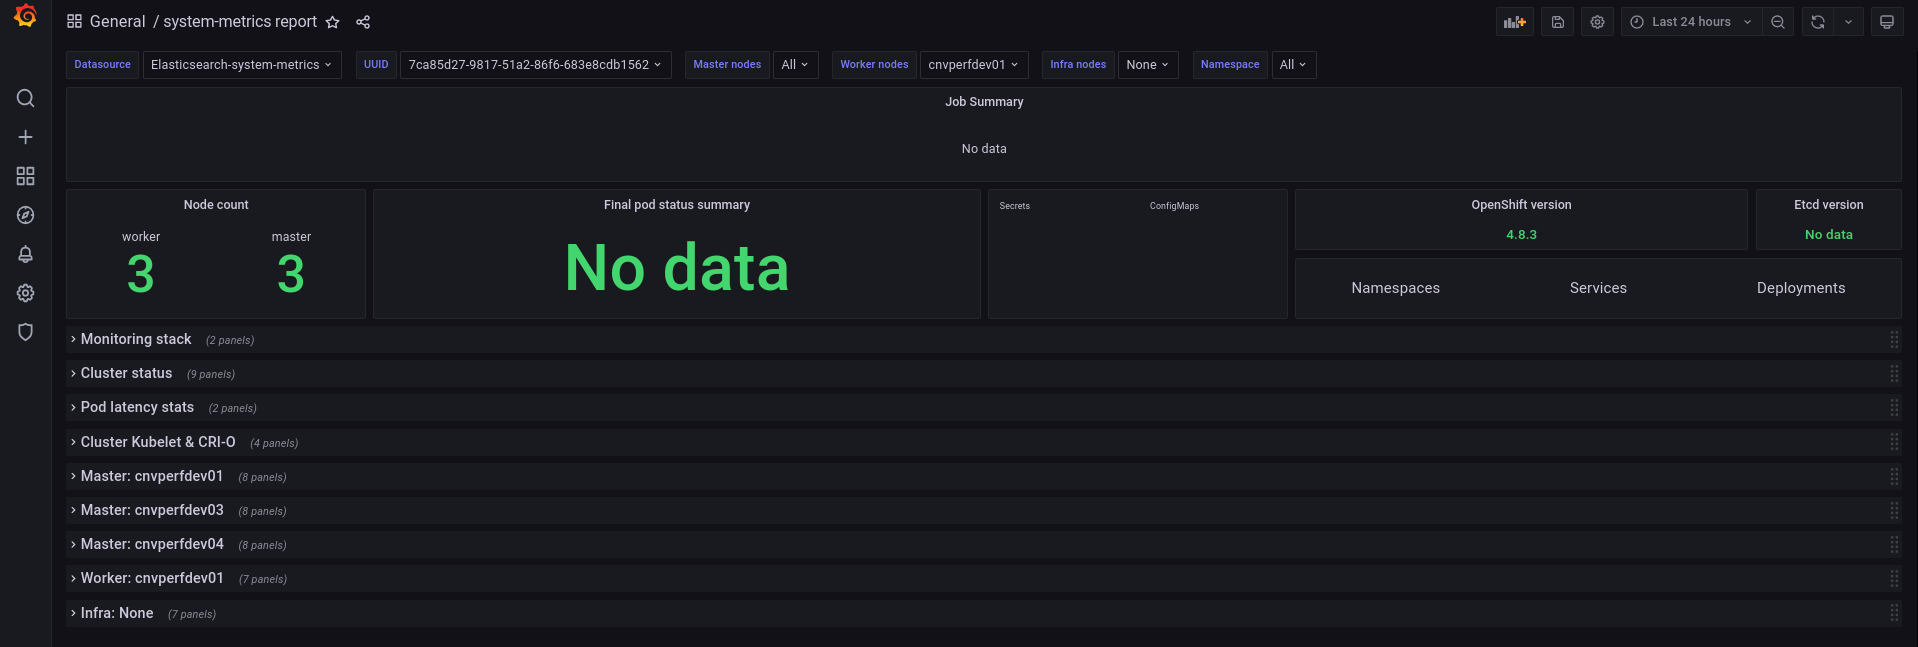 General / system-metrics report
Last 24 hours
Datasource Elasticsearch-system-metrics UUID 7ca85d27-9817-51a2-86f6-683e8cdb1562 Master nodes All Worker nodes cnvperfdev01 Infra nodes None Namespace All
Job Summary
No data
Node count
worker master
3 3
Final pod status summary
No data
Secrets ConfigMaps
OpenShift version
4.8.3
Etcd version
No data
Namespaces Services Deployments
Monitoring stack (2 panels)
Cluster status (9 panels)
Pod latency stats (2 panels)
Cluster Kubelet & CRI-O (4 panels)
Master: cnvperfdev01 (8 panels)
Master: cnvperfdev03 (8 panels)
Master: cnvperfdev04 (8 panels)
Worker: cnvperfdev01 (7 panels)
Infra: None (7 panels)